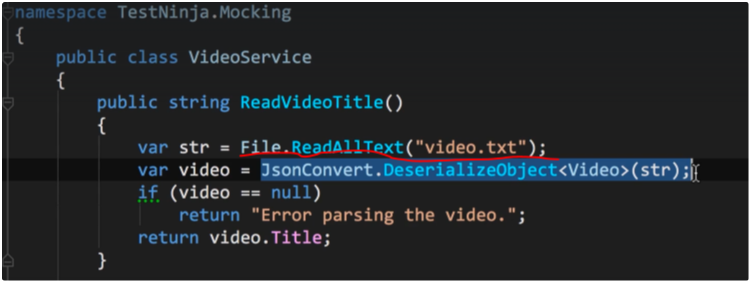 namespace TestNinja.Mocking
{
public class VideoService
{
public string ReadVideoTitle()
{
var str = File.ReadAllText("video.txt");
var video = JsonConvert.DeserializeObject<Video>(str);
if (video == null)
return "Error parsing the video.";
return video.Title;
}